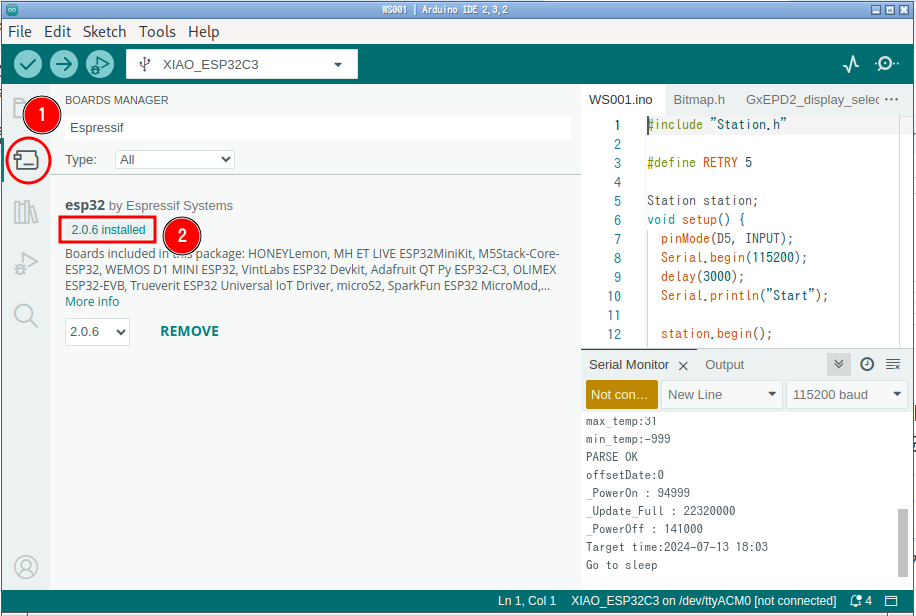 WS001 | Arduino IDE 2.3.2
File Edit Sketch Tools Help
XIAO_ESP32C3
1
BOARDS MANAGER
Espressif
Type: All
esp32 by Espressif Systems
2.0.6 installed
2
Boards included in this package: HONEYLemon, MH ET LIVE ESP32MiniKit, M5Stack-Core-
ESP32, WEMOS D1 MINI ESP32, VintLabs ESP32 Devkit, Adafruit QT Py ESP32-C3, OLIMEX
ESP32-EVB, Trueverit ESP32 Universal IoT Driver, microS2, SparkFun ESP32 MicroMod,...
More info
2.0.6 REMOVE
WS001.ino Bitmap.h GxEPD2_display_selec ...
1 #include "Station.h"
2
3 #define RETRY 5
4
5 Station station;
6 void setup() {
7 pinMode(D5, INPUT);
8 Serial.begin(115200);
9 delay(3000);
10 Serial.println("Start");
11
12 station.begin();
Serial Monitor Output
Not con... New Line 115200 baud
max_temp:31
min_temp:-999
PARSE OK
offsetDate:0
_PowerOn : 94999
_Update_Full : 22320000
_PowerOff : 141000
Target time:2024-07-13 18:03
Go to sleep
Ln 1, Col 1 XIAO_ESP32C3 on /dev/ttyACM0 [not connected] 4